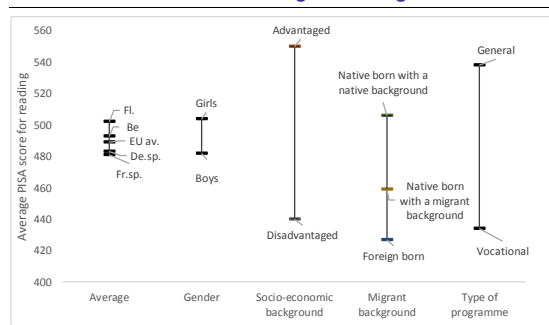 560
540
520
500
480
460
440
420
400
Average PISA score for reading
Fl.
Be
EU av.
De.sp.
Fr.sp.
Girls
Boys
Advantaged
Disadvantaged
Native born with a
native background
Native born
with a migrant
background
Foreign born
General
Vocational
Average
Gender
Socio-economic
background
Migrant
background
Type of
programme